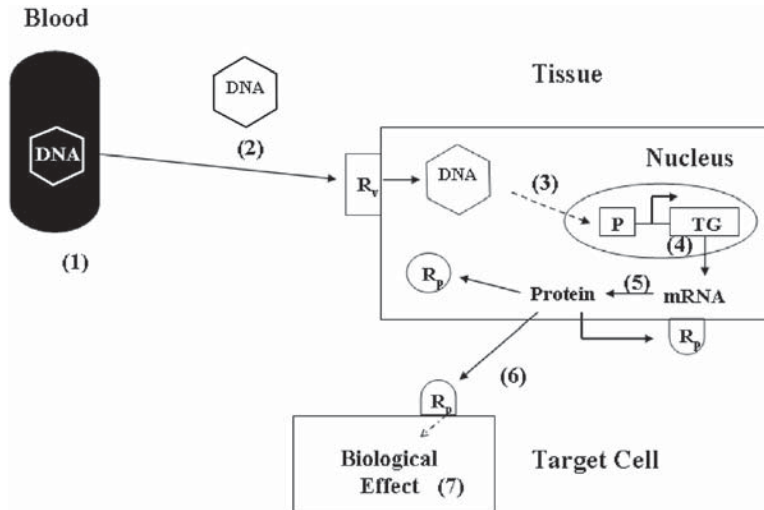 Blood
DNA
DNA
(1)
(2)
Tissue
Nucleus
Rv
DNA
(3)
P
TG
(4)
Rp
Protein
(5)
mRNA
Rp
(6)
Rp
Biological
Effect (7)
Target Cell